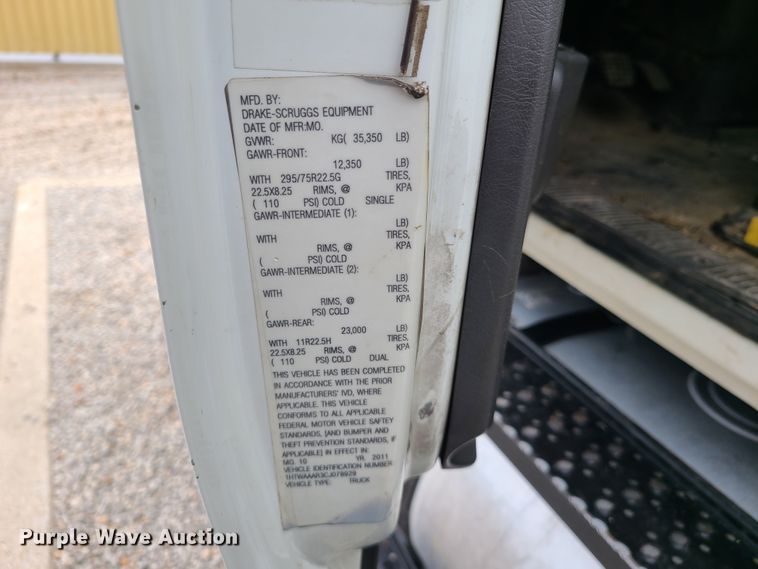 MFD. BY:
DRAKE-SCRUGGS EQUIPMENT
DATE OF MFR:MO.
GVWR: KG( 35,350 LB)
GAWR-FRONT:
12,350 LB)
WITH 295/75R22.5G TIRES,
22.5X8.25 RIMS, @ KPA
( 110 PSI) COLD SINGLE
GAWR-INTERMEDIATE (1):
LB)
WITH TIRES,
RIMS, @ KPA
( PSI) COLD
GAWR-INTERMEDIATE (2):
LB)
WITH TIRES,
RIMS, @ KPA
( PSI) COLD
GAWR-REAR:
23,000 LB)
WITH 11R22.5H TIRES,
22.5X8.25 RIMS, @ KPA
( 110 PSI) COLD DUAL
THIS VEHICLE HAS BEEN COMPLETED
IN ACCORDANCE WITH THE PRIOR
MANUFACTURERS' IVD, WHERE
APPLICABLE. THIS VEHICLE
CONFORMS TO ALL APPLICABLE
FEDERAL MOTOR VEHICLE SAFTEY
STANDARDS, [AND BUMPER AND
THEFT PREVENTION STANDARDS, IF
APPLICABLE] IN EFFECT IN:
MO. 10 YR. 2011
VEHICLE IDENTIFICATION NUMBER:
1HTWAAAR3CJ078929
VEHICLE TYPE: TRUCK
Purple Wave Auction